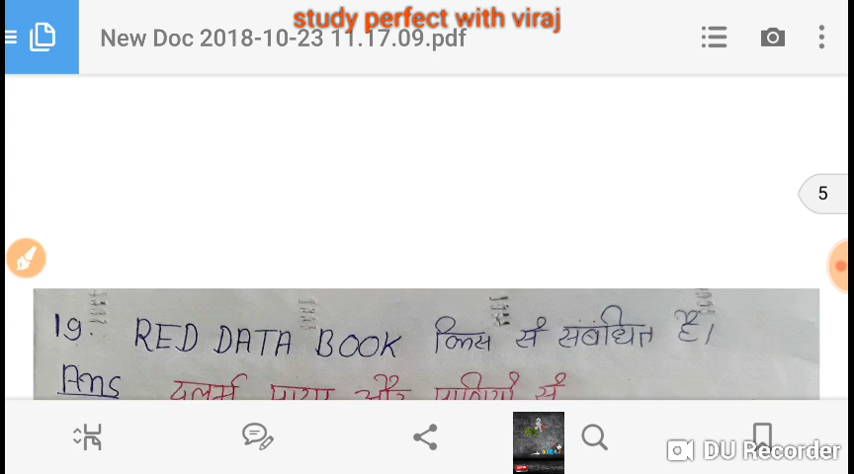 study perfect with viraj
New Doc 2018-10-23 11.17.09.pdf
5
19. RED DATA BOOK किस से संबंधित है।
Ans और से
DU Recorder